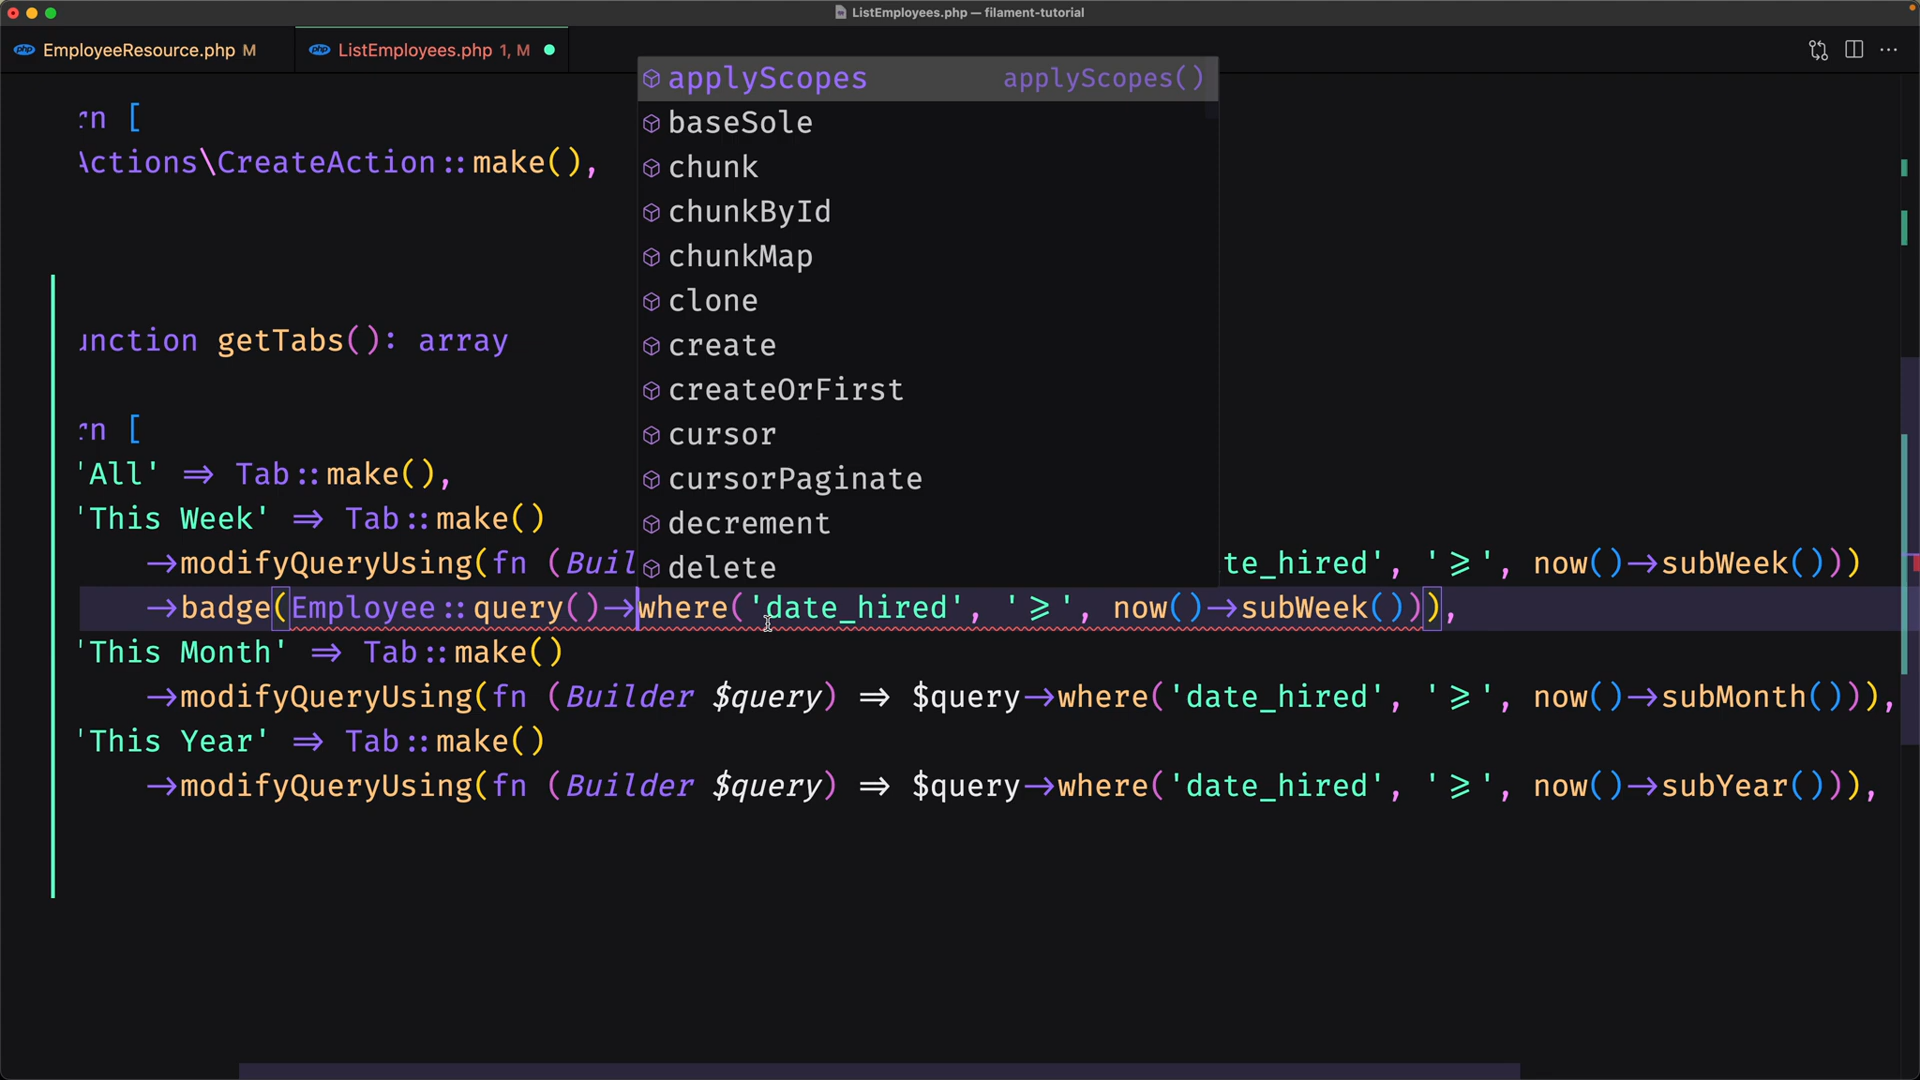 ListEmployees.php — filament-tutorial
EmployeeResource.php M
ListEmployees.php 1, M
rn [
Actions\CreateAction::make(),
unction getTabs(): array
rn [
'All' => Tab::make(),
'This Week' => Tab::make()
->modifyQueryUsing(fn (Buil te_hired', '>=', now()->subWeek()))
->badge(Employee::query()->where('date_hired', '>=', now()->subWeek())),
'This Month' => Tab::make()
->modifyQueryUsing(fn (Builder $query) => $query->where('date_hired', '>=', now()->subMonth())),
'This Year' => Tab::make()
->modifyQueryUsing(fn (Builder $query) => $query->where('date_hired', '>=', now()->subYear())),
applyScopes applyScopes()
baseSole
chunk
chunkById
chunkMap
clone
create
createOrFirst
cursor
cursorPaginate
decrement
delete